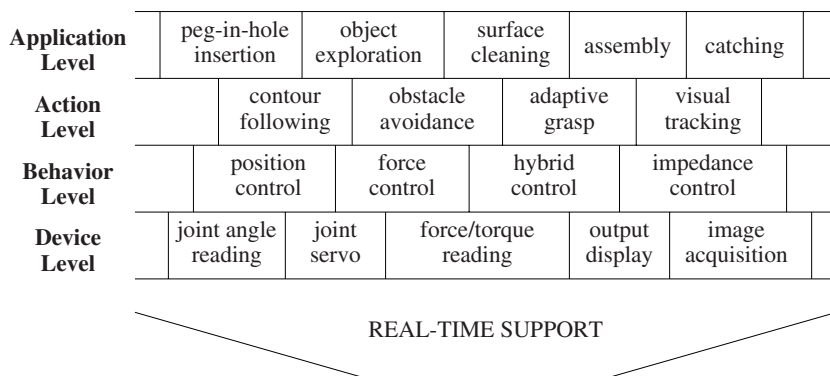 Application Level
peg-in-hole insertion
object exploration
surface cleaning
assembly
catching
Action Level
contour following
obstacle avoidance
adaptive grasp
visual tracking
Behavior Level
position control
force control
hybrid control
impedance control
Device Level
joint angle reading
joint servo
force/torque reading
output display
image acquisition
REAL-TIME SUPPORT